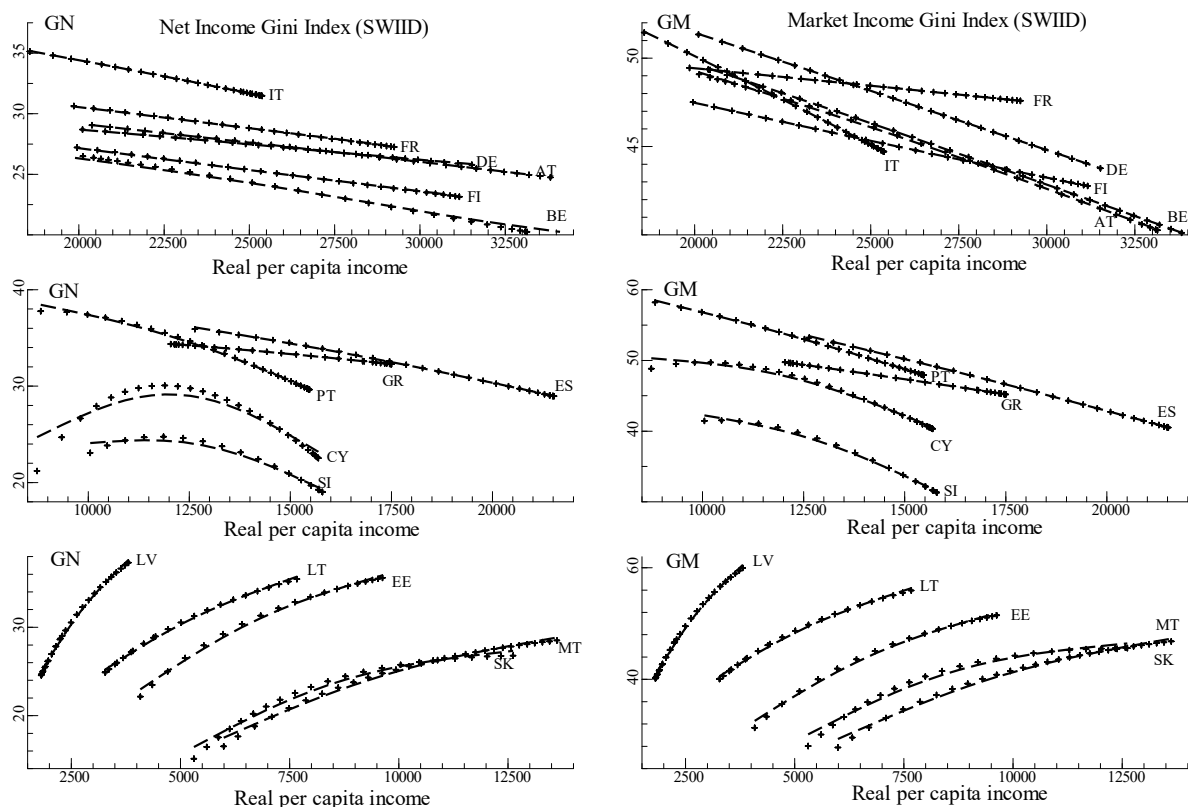 GN Net Income Gini Index (SWIID)
35
IT
FR
DE AT
25
FI
BE
20000 22500 25000 27500 30000 32500
Real per capita income
GM Market Income Gini Index (SWIID)
50
FR
45
IT
DE
FI
AT BE
20000 22500 25000 27500 30000 32500
Real per capita income
40 GN
30
PT GR ES
CY
20
SI
10000 12500 15000 17500 20000
Real per capita income
60 GM
50
PT
GR ES
40
CY
SI
10000 12500 15000 17500 20000
Real per capita income
GN
LV
LT
EE
28
MT
SK
18
2500 5000 7500 10000 12500
Real per capita income
GM
60 LV
LT
EE
MT
40 SK
2500 5000 7500 10000 12500
Real per capita income